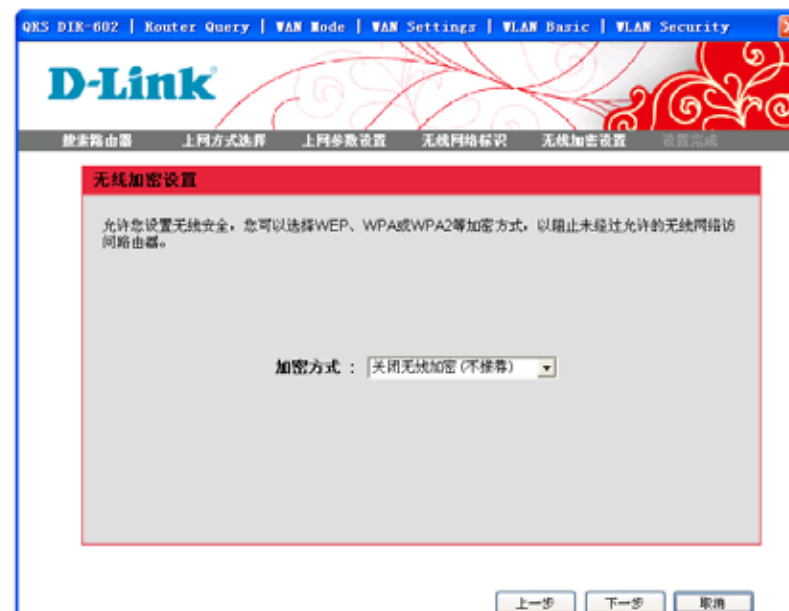 QRS DIR-602 | Router Query | WAN Mode | WAN Settings | WLAN Basic | WLAN Security
D-Link
搜索路由器 上网方式选择 上网参数设置 无线网络标识 无线加密设置 设置完成
无线加密设置
允许您设置无线安全,您可以选择WEP、WPA或WPA2等加密方式,以阻止未经过允许的无线网络访
问路由器。
加密方式 : 关闭无线加密(不推荐)
上一步 下一步 取消